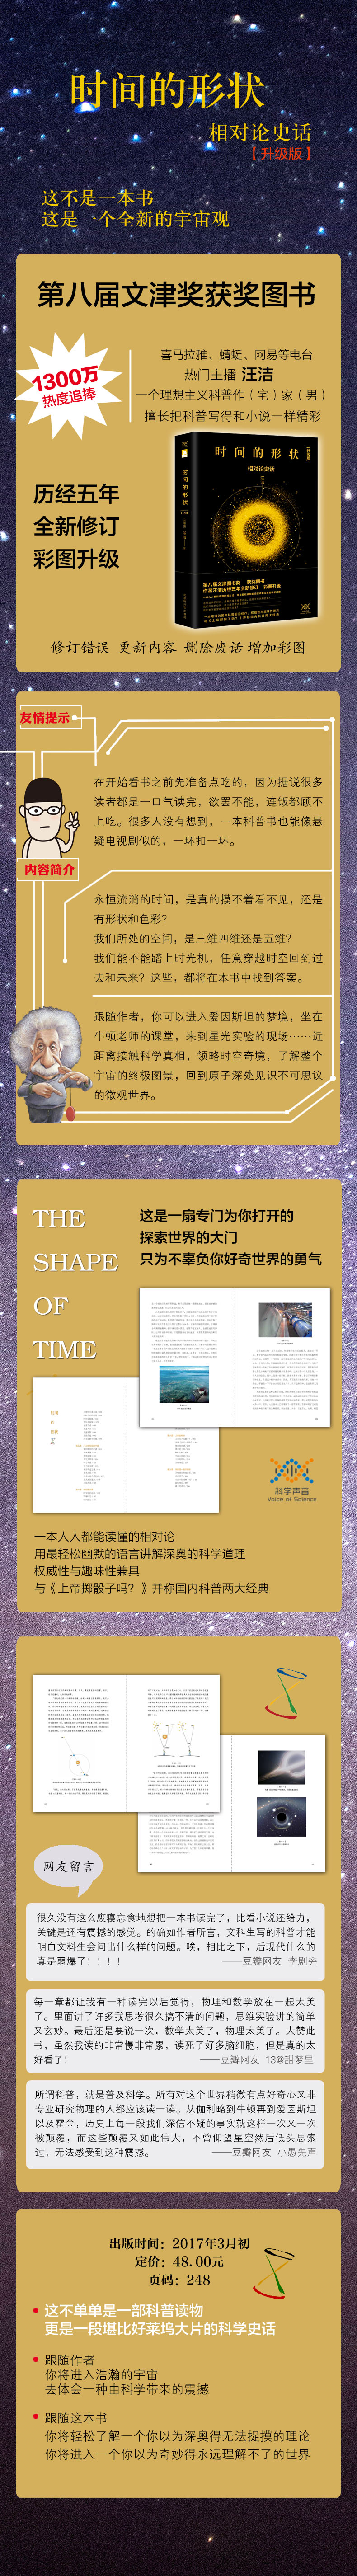 时间的形状
相对论史话
【升级版】
这不是一本书
这是一个全新的宇宙观
第八届文津奖获奖图书
1300万
热度追捧
喜马拉雅、蜻蜓、网易等电台
热门主播 汪洁
一个理想主义科普作（宅）家（男）
擅长把科普写得和小说一样精彩
历经五年
全新修订
彩图升级
时间的形状
相对论史话
时间的形状
修订错误 更新内容 删除废话 增加彩图
友情提示
在开始看书之前先准备点吃的，因为据说很多
读者都是一口气读完，欲罢不能，连饭都顾不
上吃。很多人没有想到，一本科普书也能像悬
疑电视剧似的，一环扣一环。
内容简介
永恒流淌的时间，是真的摸不着看不见，还是
有形状和色彩？
我们所处的空间，是三维四维还是五维？
我们能不能踏上时光机，任意穿越时空回到过
去和未来？这些，都将在本书中找到答案。
跟随作者，你可以进入爱因斯坦的梦境，坐在
牛顿老师的课堂，来到星光实验的现场······近
距离接触科学真相，领略时空奇境，了解整个
宇宙的终极图景，回到原子深处见识不可思议
的微观世界。
THE
SHAPE
OF
TIME
这是一扇专门为你打开的
探索世界的大门
只为不辜负你好奇世界的勇气
科学声音
Voice of Science
一本人人都能读懂的相对论
用最轻松幽默的语言讲解深奥的科学道理
权威性与趣味性兼具
与《上帝掷骰子吗？》并称国内科普两大经典
网友留言
很久没有这么废寝忘食地想把一本书读完了，比看小说还给力，
关键是还有震撼的感觉。的确如作者所言，文科生写的科普才能
明白文科生会问出什么样的问题。唉，相比之下，后现代什么的
真是弱爆了！！！！ ——豆瓣网友 李剧旁
每一章都让我有一种读完以后觉得，物理和数学放在一起太美
了。里面讲了许多我思考很久搞不清的问题，思维实验讲的简单
又玄妙。最后还是要说一次，数学太美了，物理太美了。大赞此
书，虽然我读的非常慢非常累，读死了好多脑细胞，但是真的太
好看了！ ——豆瓣网友 13@甜梦里
所谓科普，就是普及科学。所有对这个世界稍微有点好奇心又非
专业研究物理的人都应该读一读。从伽利略到牛顿再到爱因斯坦
以及霍金，历史上每一段我们深信不疑的事实就这样一次又一次
被颠覆，而这些颠覆又如此伟大，不曾仰望星空然后低头思索
过，无法感受到这种震撼。 ——豆瓣网友 小愚先声
出版时间：2017年3月初
定价：48.00元
页码：248
这不单单是一部科普读物
更是一段堪比好莱坞大片的科学史话
跟随作者
你将进入浩瀚的宇宙
去体会一种由科学带来的震撼
跟随这本书
你将轻松了解一个你以为深奥得无法捉摸的理论
你将进入一个你以为奇妙得永远理解不了的世界